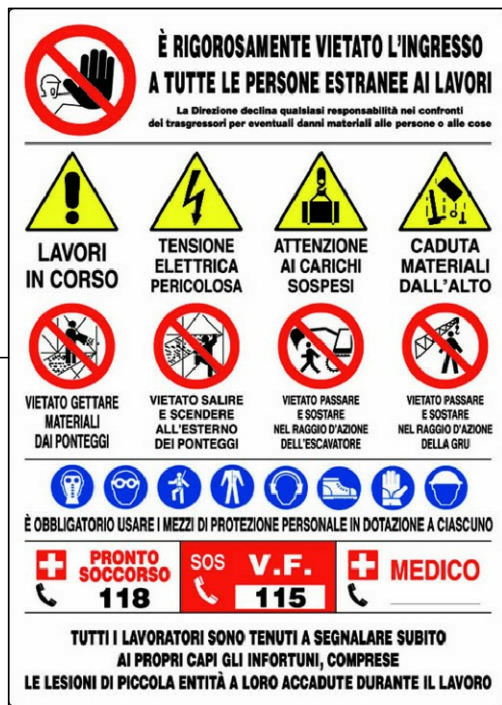 È RIGOROSAMENTE VIETATO L'INGRESSO
A TUTTE LE PERSONE ESTRANEE AI LAVORI
La Direzione declina qualsiasi responsabilità nei confronti
dei trasgressori per eventuali danni materiali alle persone o alle cose
LAVORI
IN CORSO
TENSIONE
ELETTRICA
PERICOLOSA
ATTENZIONE
AI CARICHI
SOSPESI
CADUTA
MATERIALI
DALL'ALTO
VIETATO GETTARE
MATERIALI
DAI PONTEGGI
VIETATO SALIRE
E SCENDERE
ALL'ESTERNO
DEI PONTEGGI
VIETATO PASSARE
E SOSTARE
NEL RAGGIO D'AZIONE
DELL'ESCAVATORE
VIETATO PASSARE
E SOSTARE
NEL RAGGIO D'AZIONE
DELLA GRU
È OBBLIGATORIO USARE I MEZZI DI PROTEZIONE PERSONALE IN DOTAZIONE A CIASCUNO
PRONTO
SOCCORSO
118
SOS V.F.
115
MEDICO
TUTTI I LAVORATORI SONO TENUTI A SEGNALARE SUBITO
AI PROPRI CAPI GLI INFORTUNI, COMPRESE
LE LESIONI DI PICCOLA ENTITÀ A LORO ACCADUTE DURANTE IL LAVORO